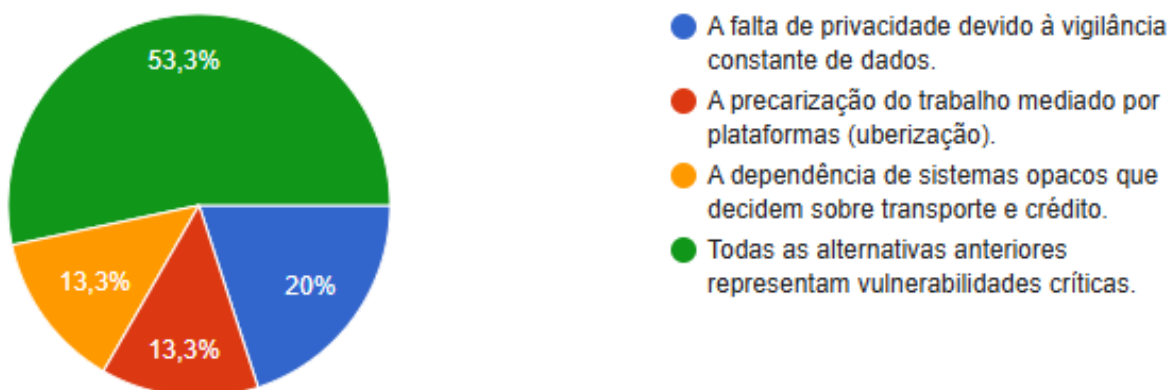 53,3%
13,3%
13,3%
20%
A falta de privacidade devido à vigilância
constante de dados.
A precarização do trabalho mediado por
plataformas (uberização).
A dependência de sistemas opacos que
decidem sobre transporte e crédito.
Todas as alternativas anteriores
representam vulnerabilidades críticas.